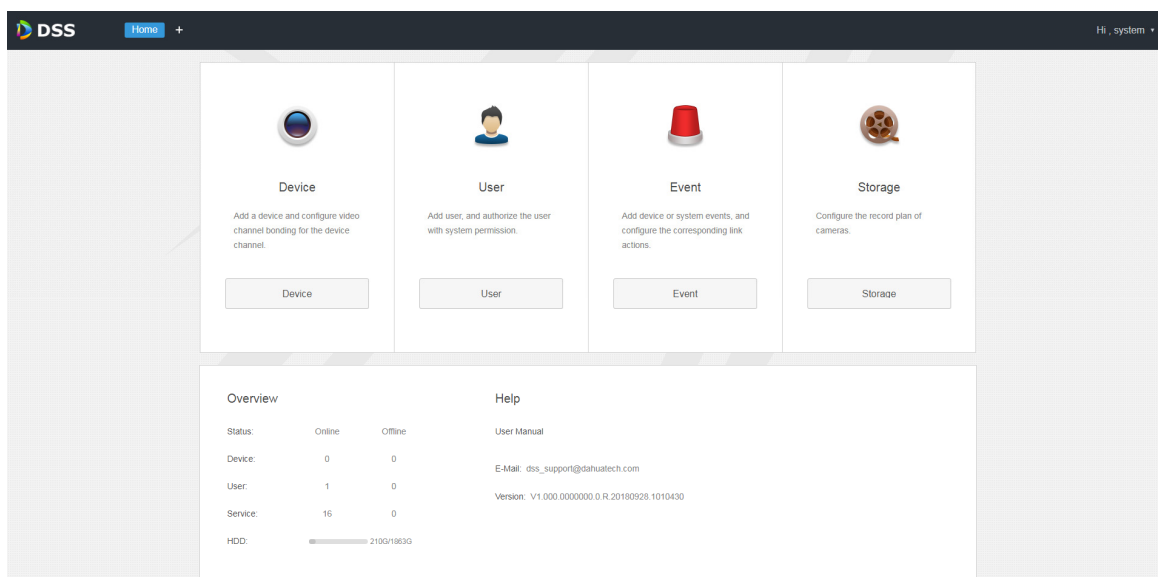 DSS
Home +
Hi , system
Device
User
Event
Storage
Add a device and configure video
channel bonding for the device
channel.
Add user, and authorize the user
with system permission.
Add device or system events, and
configure the corresponding link
actions.
Configure the record plan of
cameras.
Device
User
Event
Storage
Overview
Status: Online Offline
Device: 0 0
User: 1 0
Service: 16 0
HDD: 210G/1863G
Help
User Manual
E-Mail: dss_support@dahuatech.com
Version: V1.000.0000000.0.R.20180928.1010430